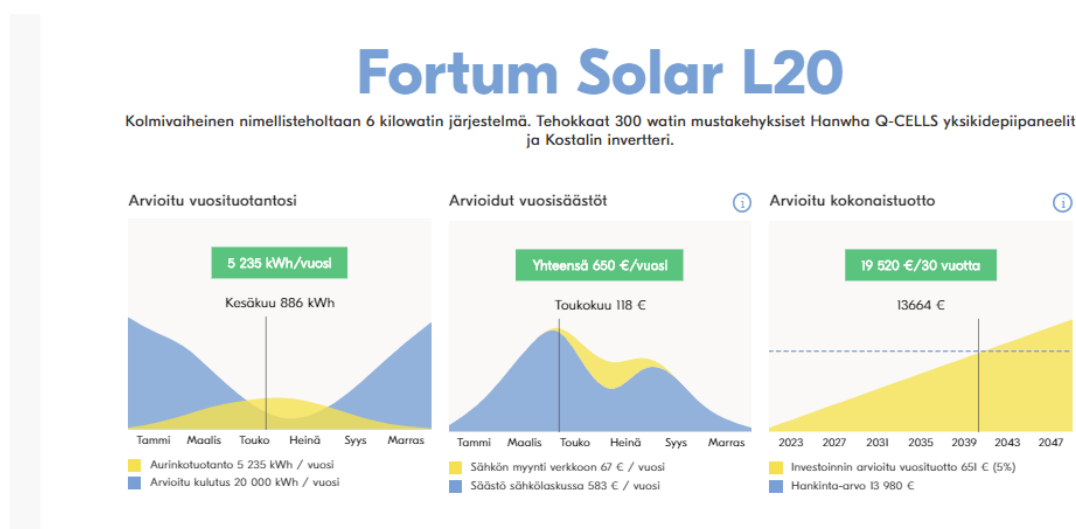 Fortum Solar L20
Kolmivaiheinen nimellisteholtaan 6 kilowatin järjestelmä. Tehokkaat 300 watin mustakehyksiset Hanwha Q-CELLS yksikidepiipaneelit
ja Kostalin invertteri.
Arvioitu vuosituotantosi
5 235 kWh/vuosi
Kesäkuu 886 kWh
Tammi Maalis Touko Heinä Syys Marras
Aurinkotuotanto 5 235 kWh / vuosi
Arvioitu kulutus 20 000 kWh / vuosi
Arvioidut vuosisäästöt
i
Yhteensä 650 €/vuosi
Toukokuu 118 €
Tammi Maalis Touko Heinä Syys Marras
Sähkön myynti verkkoon 67 € / vuosi
Säästö sähkölaskussa 583 € / vuosi
Arvioitu kokonaistuotto
i
19 520 €/30 vuotta
13664 €
2023 2027 2031 2035 2039 2043 2047
Investoinnin arvioitu vuosituotto 651 € (5%)
Hankinta-arvo 13 980 €